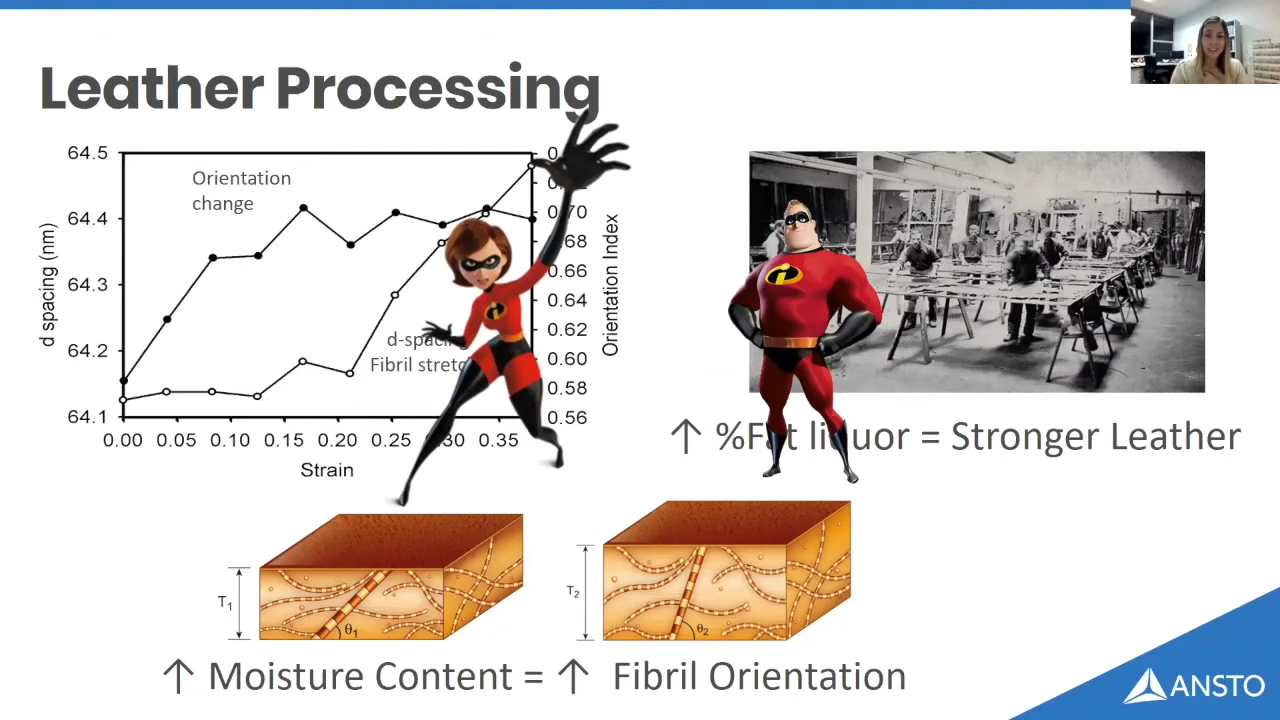 Leather Processing
Orientation
change
d-spacing
Fibril
64.5
64.4
64.3
64.2
64.1
d spacing (nm)
0.70
0.68
0.66
0.64
0.62
0.60
0.58
0.56
Orientation Index
0.00 0.05 0.10 0.15 0.20 0.25 0.30 0.35
Strain
↑ %Fat liquor = Stronger Leather
T1
θ1
T2
θ2
↑ Moisture Content = ↑ Fibril Orientation
ANSTO